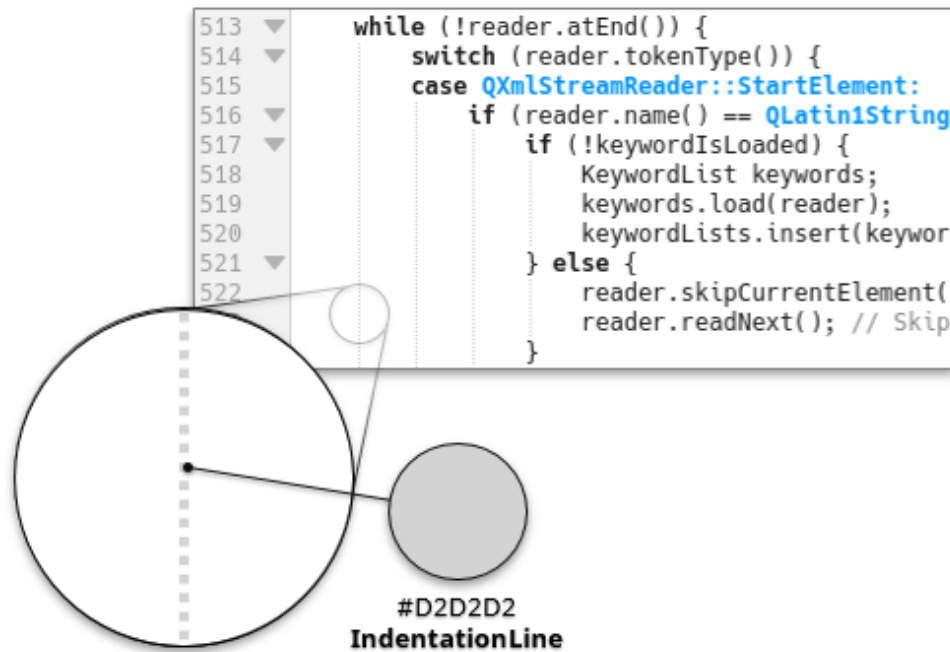 513 while (!reader.atEnd()) {
514 switch (reader.tokenType()) {
515 case QXmlStreamReader::StartElement:
516 if (reader.name() == QLatin1String
517 if (!keywordIsLoaded) {
518 KeywordList keywords;
519 keywords.load(reader);
520 keywordLists.insert(keywor
521 } else {
522 reader.skipCurrentElement(
reader.readNext(); // Skip
}
#D2D2D2
IndentationLine